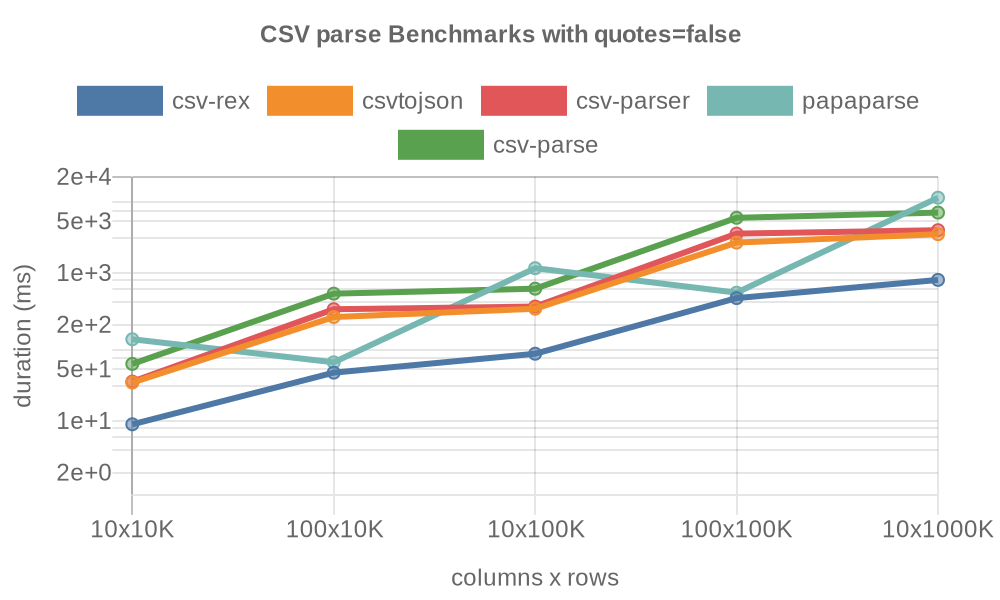 CSV parse Benchmarks with quotes=false
csv-rex csvtojson csv-parser papaparse
csv-parse
2e+4
5e+3
1e+3
2e+2
5e+1
1e+1
2e+0
duration (ms)
10x10K 100x10K 10x100K 100x100K 10x1000K
columns x rows